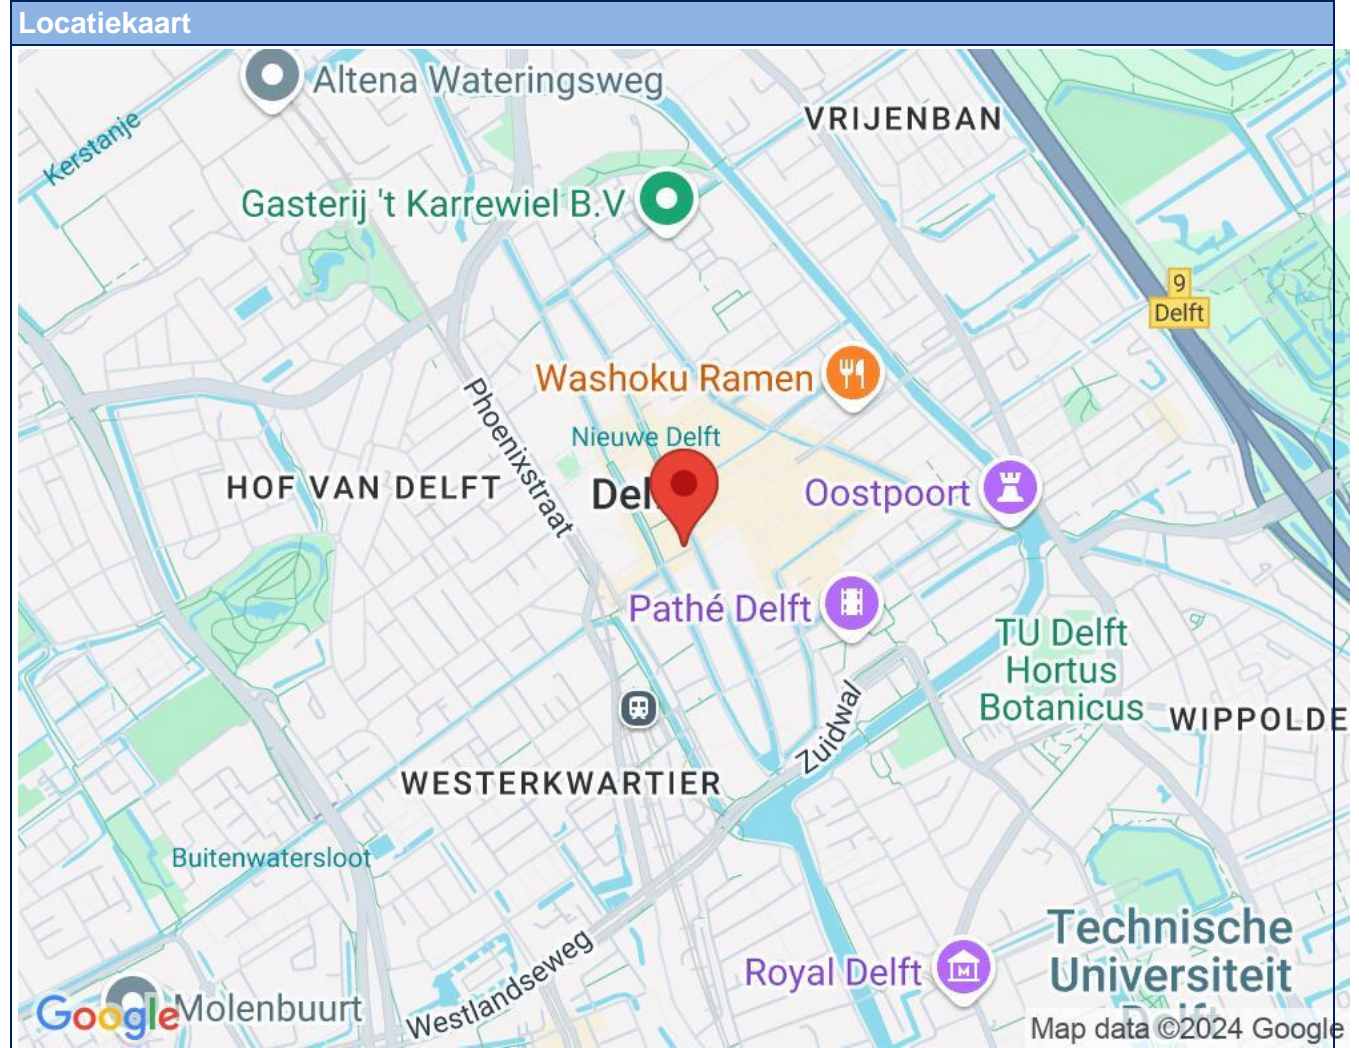 Locatiekaart
Altena Wateringsweg
VRIJENBAN
Kerstanje
Gasterij 't Karrewiel B.V
9
Delft
Washoku Ramen
Phoenixstraat
Nieuwe Delft
HOF VAN DELFT
Del
Oostpoort
Pathé Delft
TU Delft
Hortus
Botanicus
WIPPOLDE
Zuidwal
WESTERKWARTIER
Buitenwatersloot
Technische
Universiteit
Delft
Westlandseweg
Royal Delft
Google
Molenbuurt
Map data ©2024 Google